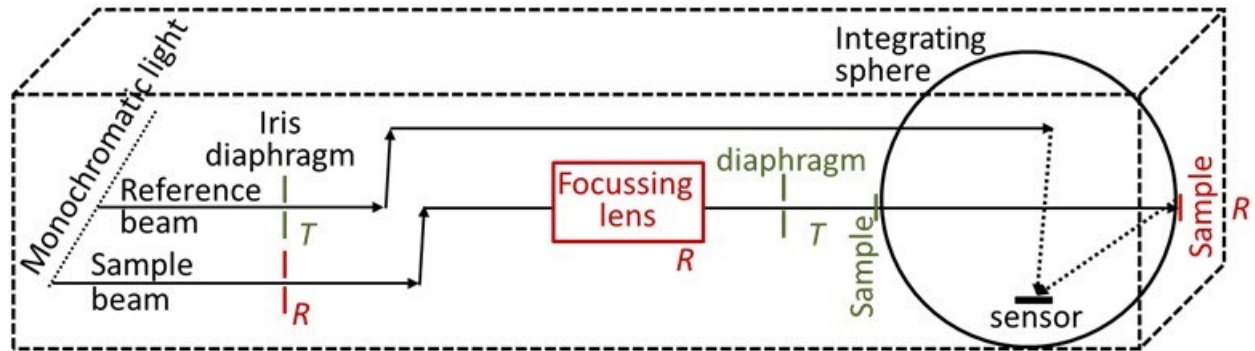 Monochromatic light
Iris
diaphragm
Reference
beam
T
Sample
beam
R
Focussing
lens
R
diaphragm
T
Sample
Integrating
sphere
sensor
Sample
R